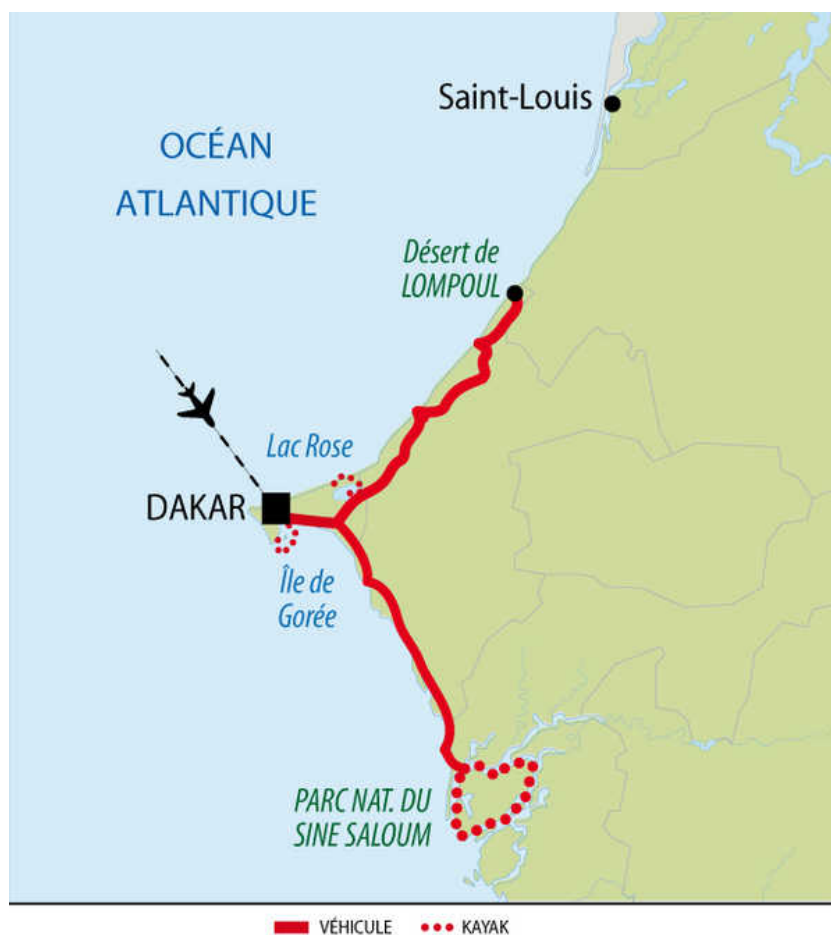 Saint-Louis
OCÉAN
ATLANTIQUE
Désert de
LOMPOUL
Lac Rose
DAKAR
Île de
Gorée
PARC NAT. DU
SINE SALOUM
VÉHICULE
KAYAK